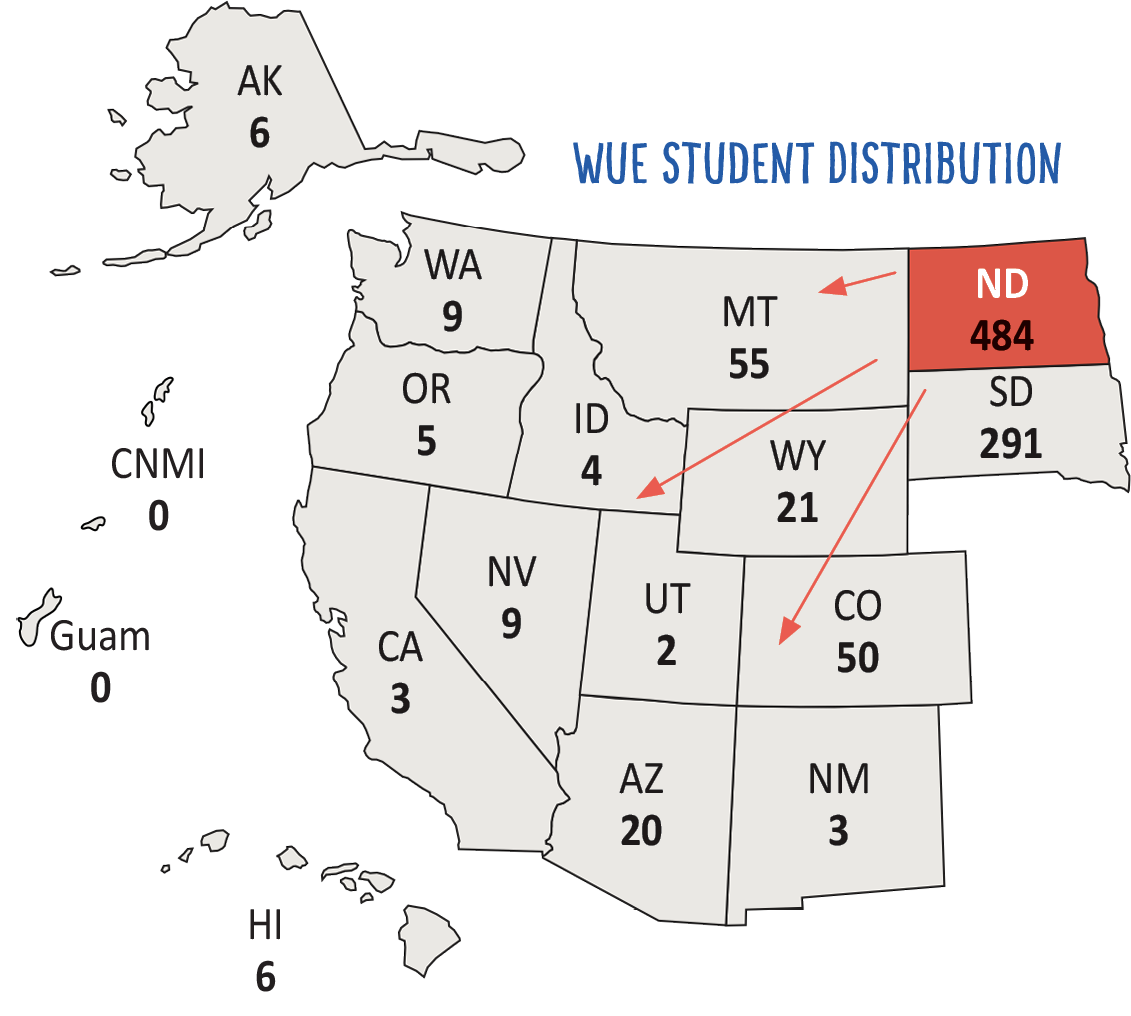 AK
6
WUE STUDENT DISTRIBUTION
WA
9
MT
55
ND
484
OR
5
ID
4
SD
291
WY
21
CNMI
0
NV
9
UT
2
CO
50
Guam
0
CA
3
AZ
20
NM
3
HI
6